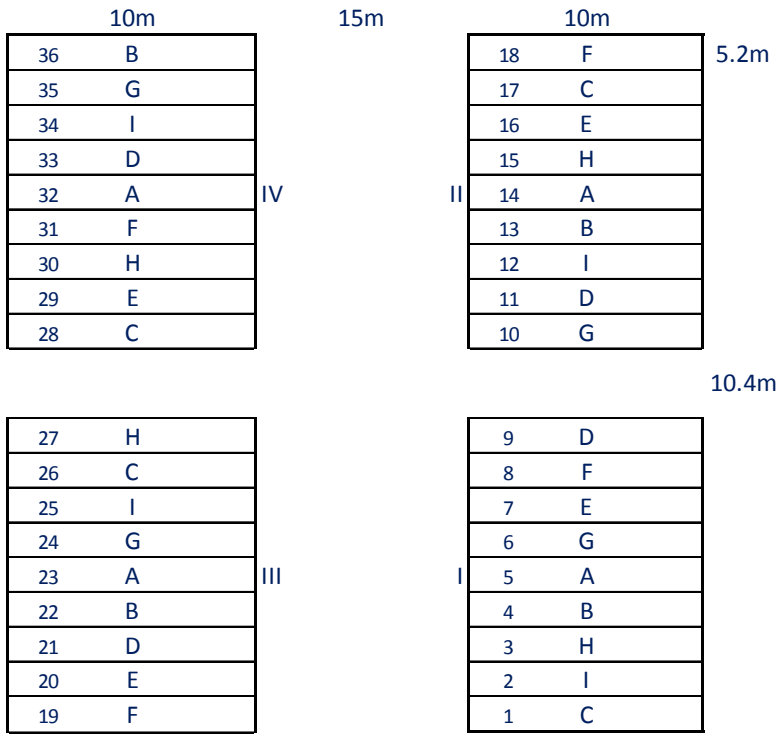 10m 15m 10m
36 B 18 F 5.2m
35 G 17 C
34 I 16 E
33 D 15 H
32 A IV II 14 A
31 F 13 B
30 H 12 I
29 E 11 D
28 C 10 G
10.4m
27 H 9 D
26 C 8 F
25 I 7 E
24 G 6 G
23 A III I 5 A
22 B 4 B
21 D 3 H
20 E 2 I
19 F 1 C